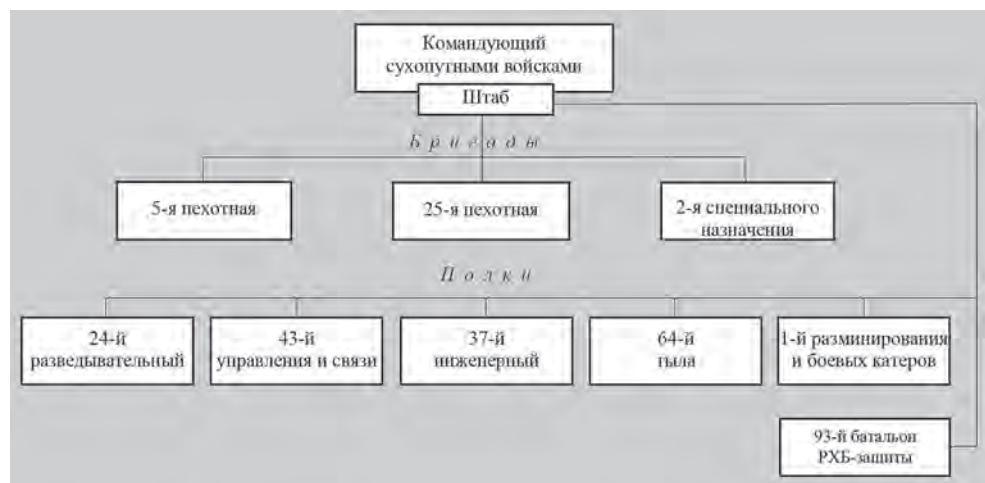 Командующий
сухопутными войсками
Штаб
Бригады
5-я пехотная
25-я пехотная
2-я специального
назначения
Полки
24-й
разведывательный
43-й
управления и связи
37-й
инженерный
64-й
тыла
1-й разминирования
и боевых катеров
93-й батальон
РХБ-защиты